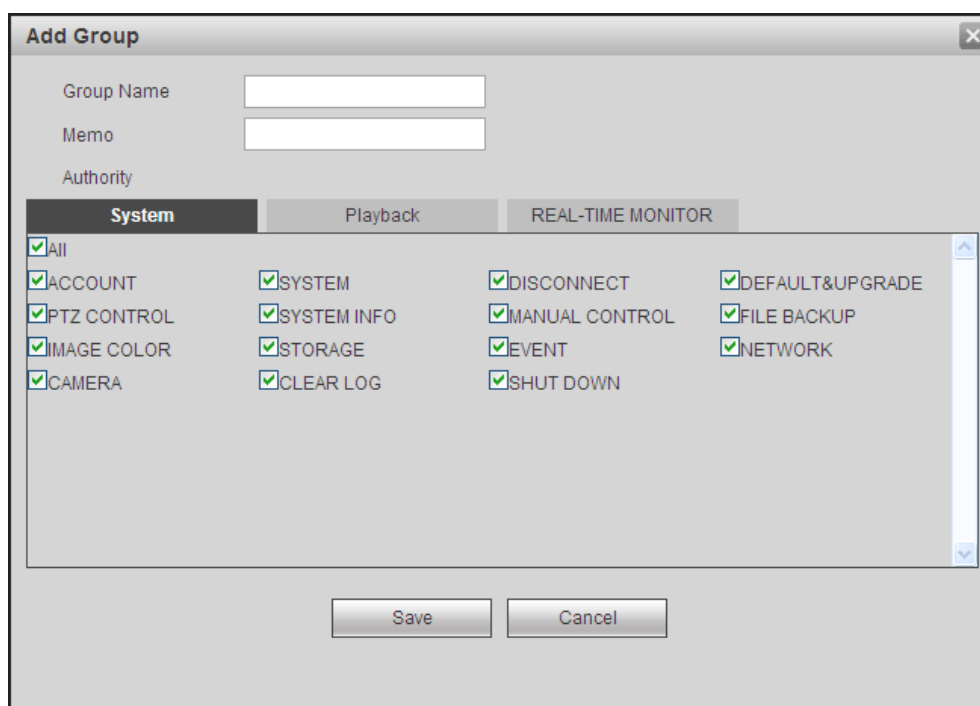 Add Group
Group Name
Memo
Authority
System Playback REAL-TIME MONITOR
All
ACCOUNT SYSTEM DISCONNECT DEFAULT&UPGRADE
PTZ CONTROL SYSTEM INFO MANUAL CONTROL FILE BACKUP
IMAGE COLOR STORAGE EVENT NETWORK
CAMERA CLEAR LOG SHUT DOWN
Save Cancel